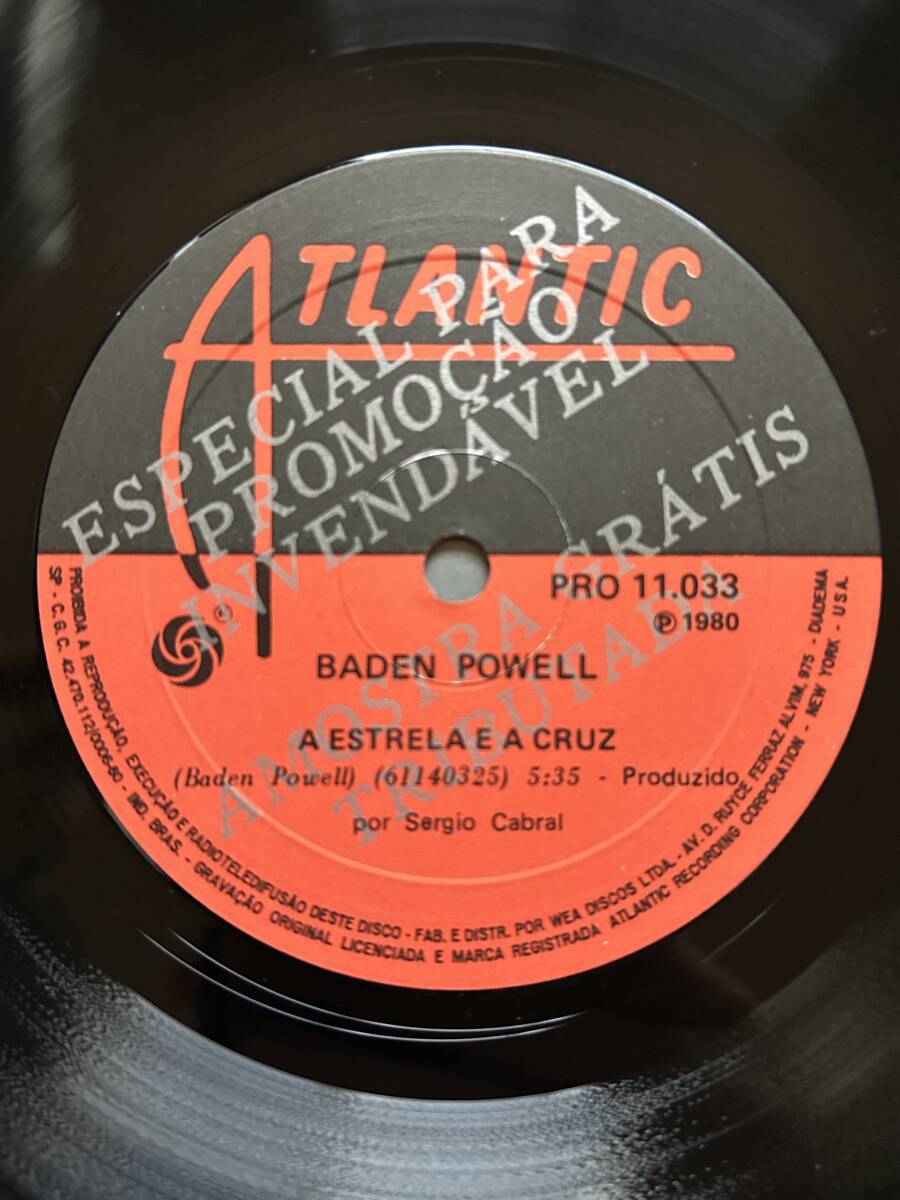 ATLANTIC
ESPECIAL PARA
PROMOÇÃO
INVENDÁVEL
AMOSTRA GRÁTIS
TRIBUTADA
PRO 11.033
℗ 1980
BADEN POWELL
A ESTRELA E A CRUZ
(Baden Powell) (61140325) 5:35 - Produzido
por Sergio Cabral
PROIBIDA A REPRODUÇÃO, EXECUÇÃO E RADIOTELEDIFUSÃO DESTE DISCO - FAB. E DISTR. POR WEA DISCOS LTDA. - AV. D. RUYCE FERRAZ ALVIM, 975 - DIADEMA
SP - C.G.C. 42.470.112/0006-60 - IND. BRAS. - GRAVAÇÃO ORIGINAL LICENCIADA E MARCA REGISTRADA ATLANTIC RECORDING CORPORATION - NEW YORK - U.S.A.